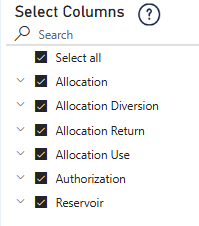 Select Columns ?
Search
Select all
Allocation
Allocation Diversion
Allocation Return
Allocation Use
Authorization
Reservoir